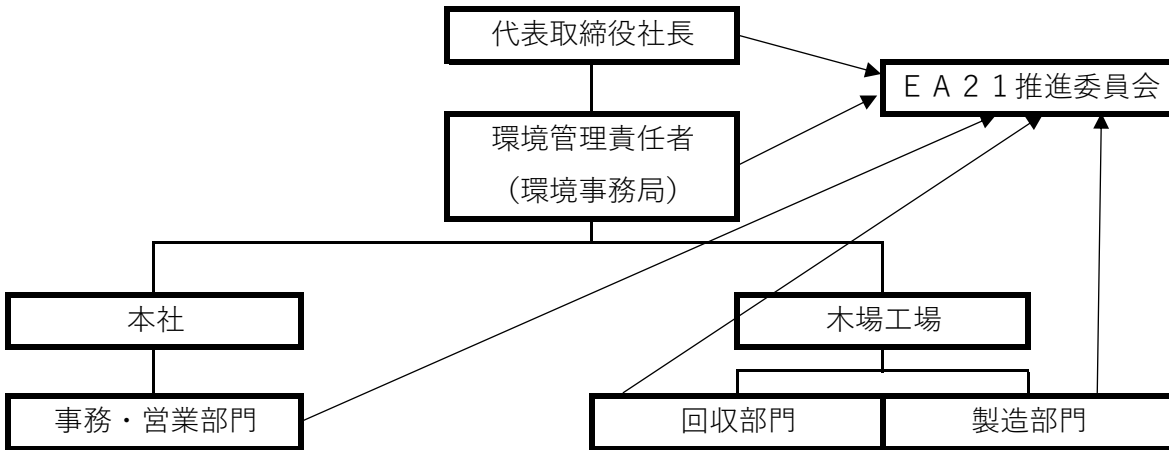 代表取締役社長
ＥＡ２１推進委員会
環境管理責任者
（環境事務局）
本社
木場工場
事務・営業部門
回収部門
製造部門